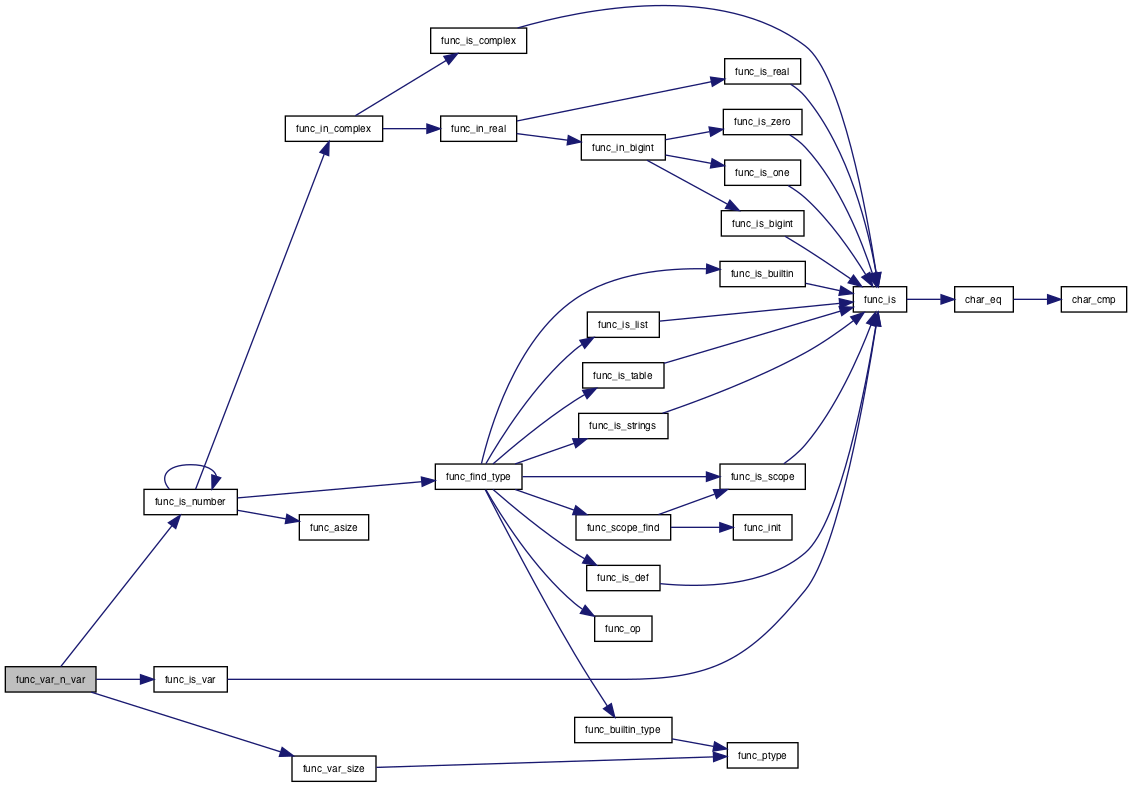 func_is_complex
func_is_real
func_is_zero
func_in_complex
func_in_real
func_in_bigint
func_is_one
func_is_bigint
func_is_builtin
func_is
char_eq
char_cmp
func_is_list
func_is_table
func_is_strings
func_find_type
func_is_scope
func_is_number
func_asize
func_scope_find
func_init
func_is_def
func_op
func_var_n_var
func_is_var
func_builtin_type
func_ptype
func_var_size